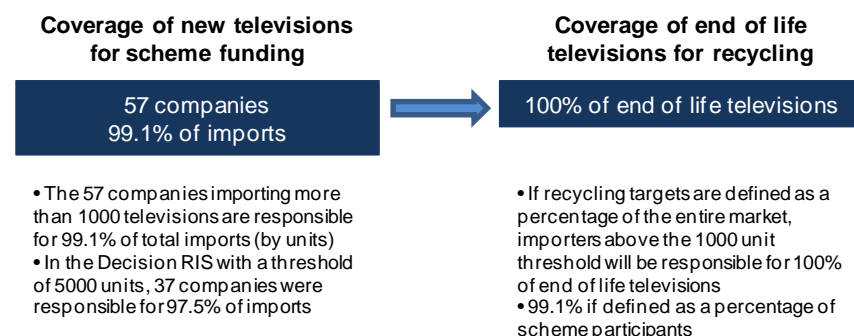 Coverage of new televisions
for scheme funding
57 companies
99.1% of imports
• The 57 companies importing more
than 1000 televisions are responsible
for 99.1% of total imports (by units)
• In the Decision RIS with a threshold
of 5000 units, 37 companies were
responsible for 97.5% of imports
Coverage of end of life
televisions for recycling
100% of end of life televisions
• If recycling targets are defined as a
percentage of the entire market,
importers above the 1000 unit
threshold will be responsible for 100%
of end of life televisions
• 99.1% if defined as a percentage of
scheme participants